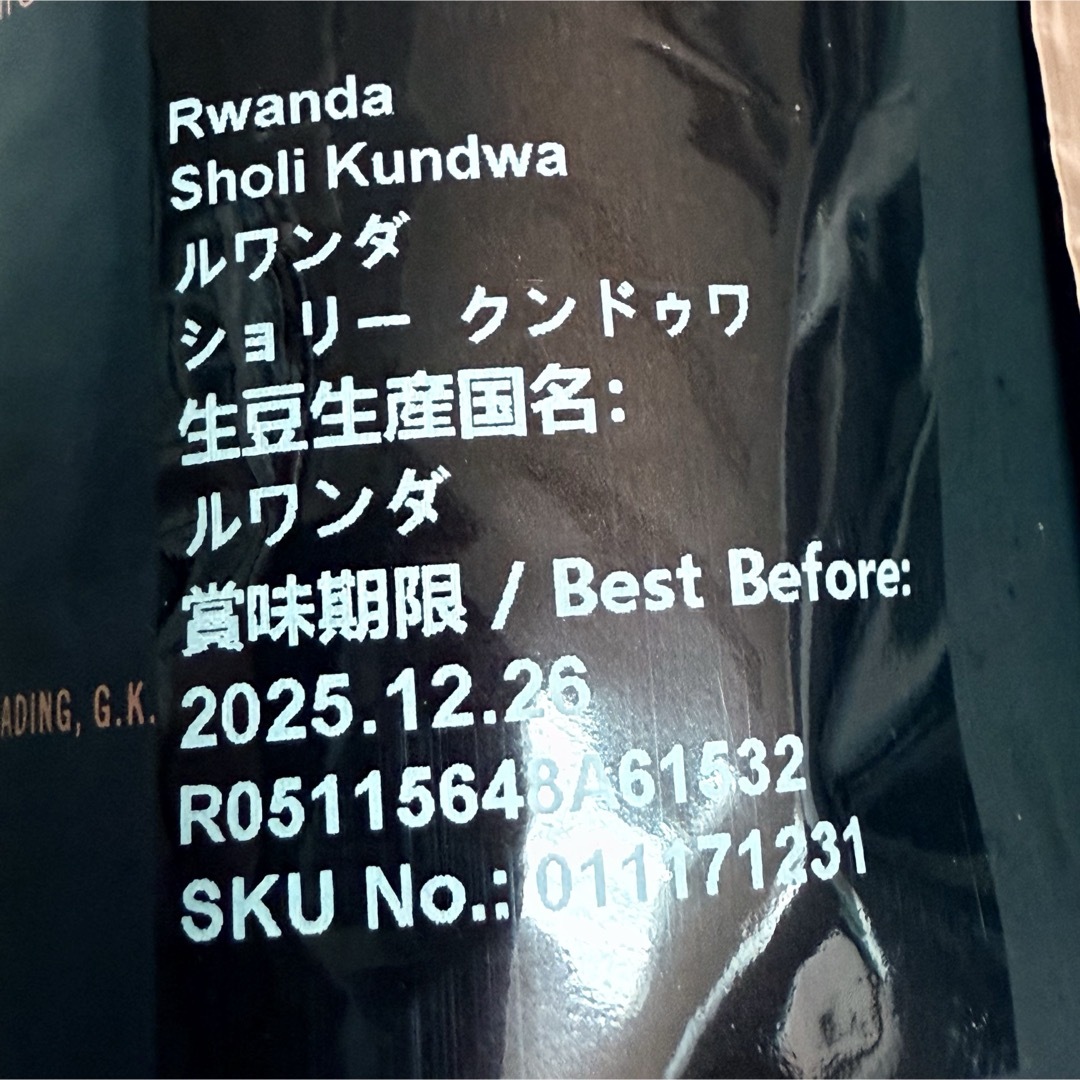 Rwanda
Sholi Kundwa
ルワンダ
ショリー クンドゥワ
生豆生産国名:
ルワンダ
賞味期限 / Best Before:
2025.12.26
R05115648A61532
SKU No.: 011171231
G.K.